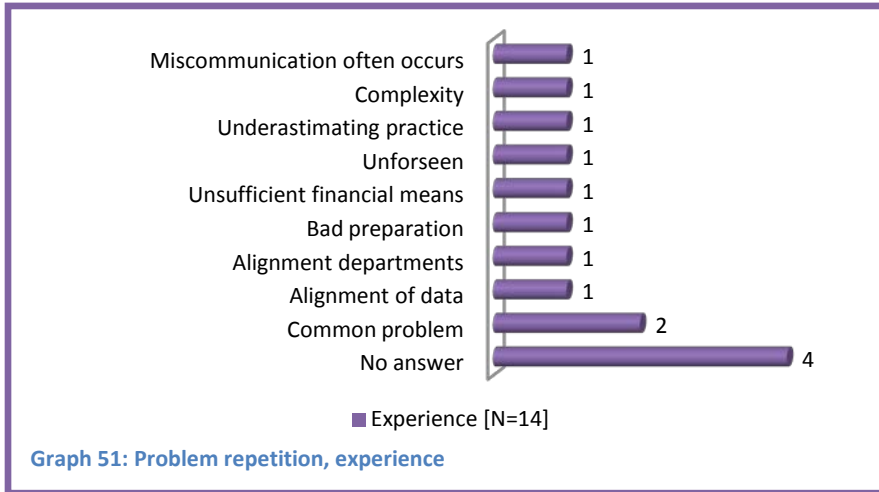 Miscommunication often occurs 1
Complexity 1
Underastimating practice 1
Unforseen 1
Unsufficient financial means 1
Bad preparation 1
Alignment departments 1
Alignment of data 1
Common problem 2
No answer 4
Experience [N=14]
Graph 51: Problem repetition, experience